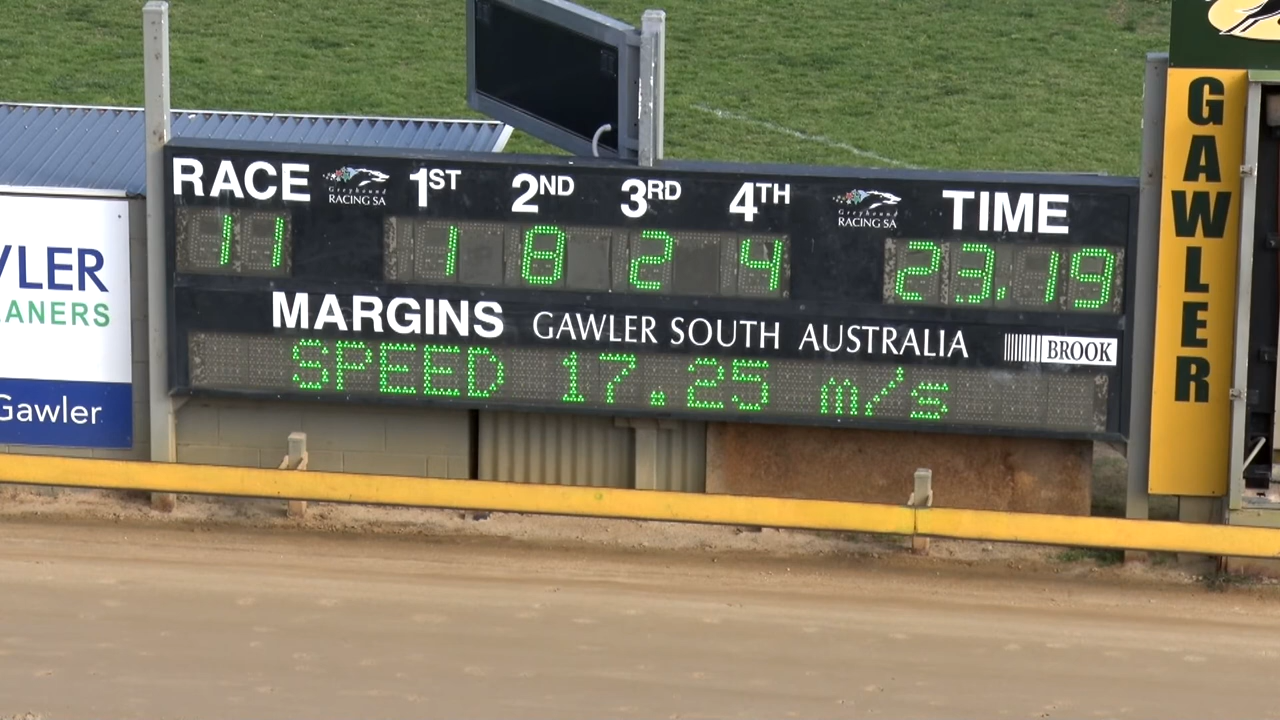 RACE
Greyhound
RACING SA
1ST 2ND 3RD 4TH
Greyhound
RACING SA
TIME
11 1 8 2 4 23.19
MARGINS GAWLER SOUTH AUSTRALIA BROOK
SPEED 17.25 m/s
WLER
ANERS
Gawler
GAWLER